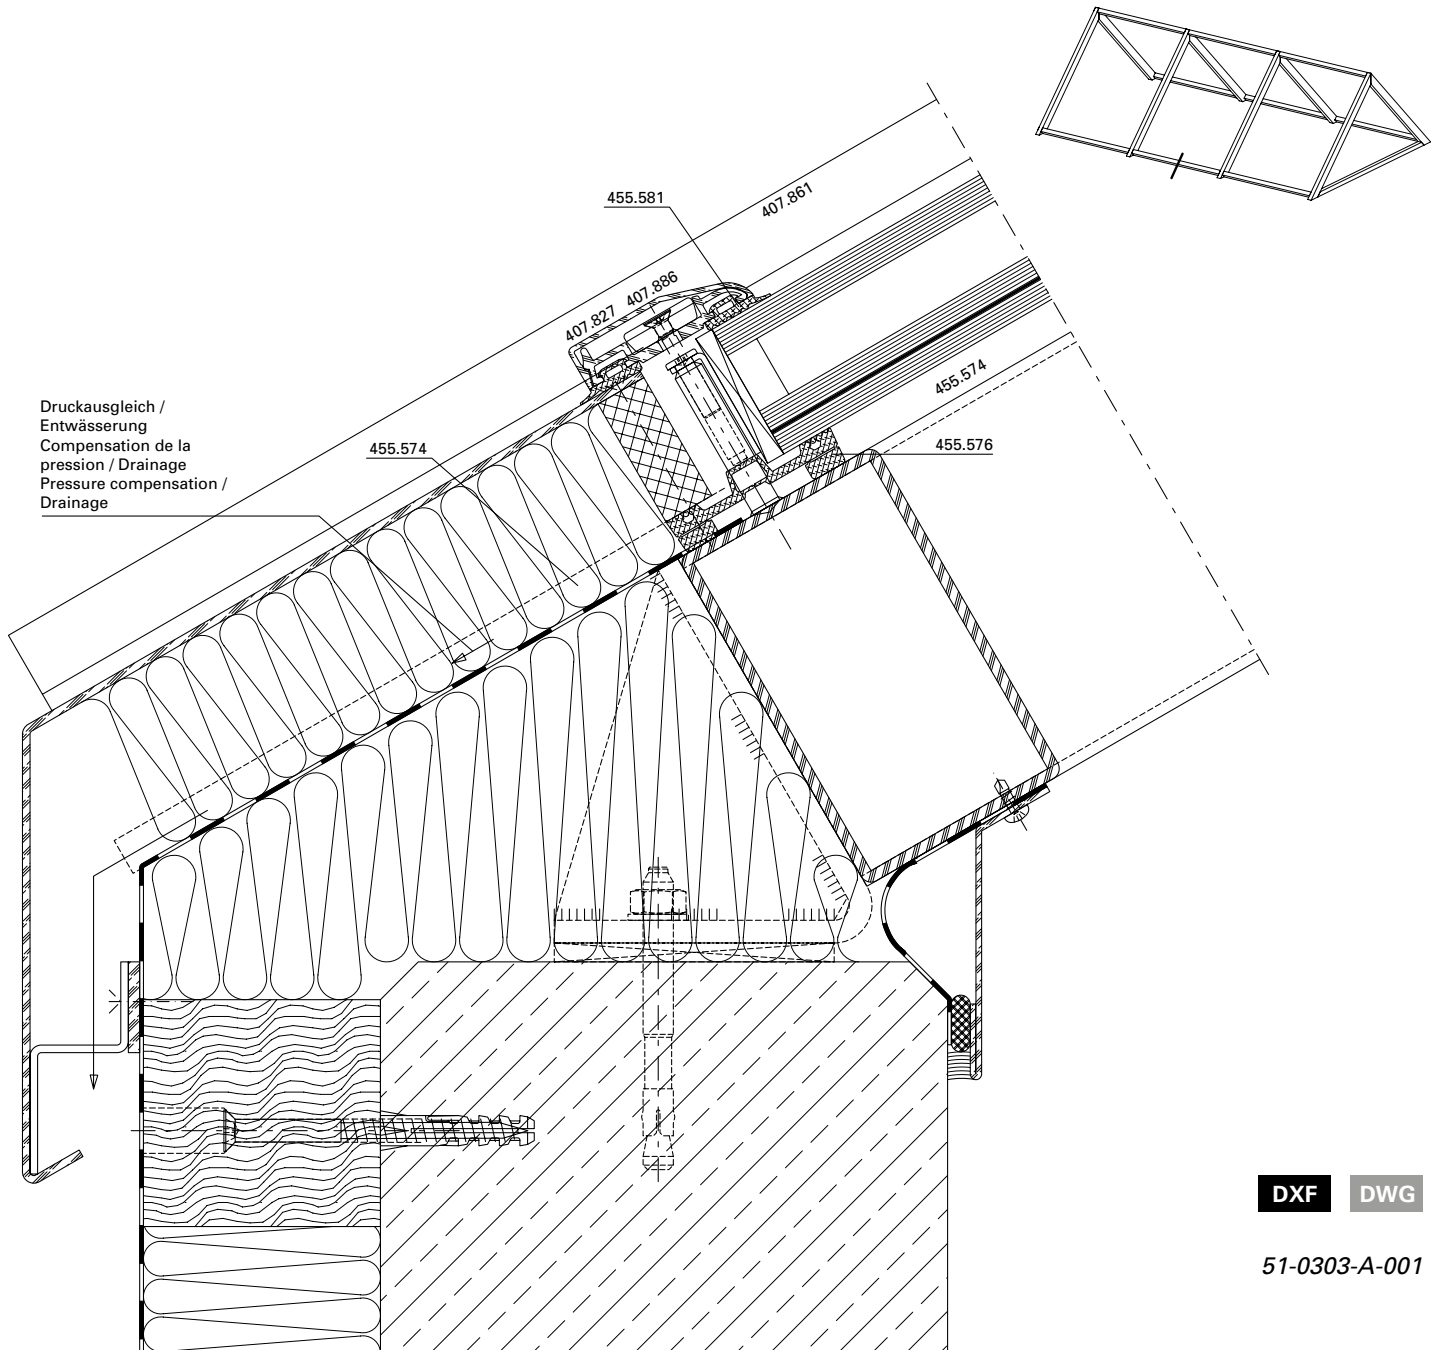 455.581
407.861
407.886
407.827
455.574
455.576
455.574
Druckausgleich /
Entwässerung
Compensation de la
pression / Drainage
Pressure compensation /
Drainage
DXF DWG
51-0303-A-001